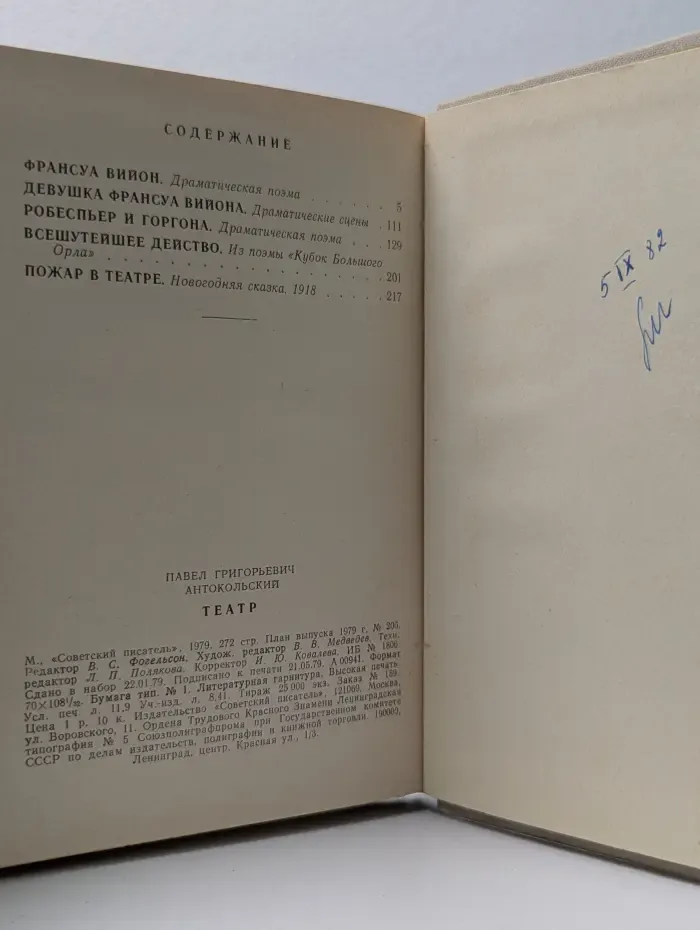 СОДЕРЖАНИЕ
ФРАНСУА ВИЙОН. Драматическая поэма . . . . . . 5
ДЕВУШКА ФРАНСУА ВИЙОНА. Драматические сцены . 111
РОБЕСПЬЕР И ГОРГОНА. Драматическая поэма . . . 129
ВСЕШУТЕЙШЕЕ ДЕЙСТВО. Из поэмы «Кубок Большого
Орла» . . . . . . . . . . . . . . . . 201
ПОЖАР В ТЕАТРЕ. Новогодняя сказка, 1918 . . . . . 217
ПАВЕЛ ГРИГОРЬЕВИЧ
АНТОКОЛЬСКИЙ
ТЕАТР
М., «Советский писатель», 1979, 272 стр. План выпуска 1979 г. № 205.
Редактор В. С. Фогельсон. Худож. редактор В. В. Медведев. Техн.
редактор Л. П. Полякова. Корректор И. Ю. Ковалева. ИБ № 1806
Сдано в набор 22.01.79. Подписано к печати 21.05.79. А 00941. Формат
70×108¹/₃₂. Бумага тип. № 1. Литературная гарнитура. Высокая печать.
Усл. печ. л. 11,9 Уч.-изд. л. 8,41. Тираж 25 000 экз. Заказ № 189.
Цена 1 р. 10 к. Издательство «Советский писатель», 121069, Москва,
ул. Воровского, 11. Ордена Трудового Красного Знамени Ленинградская
типография № 5 Союзполиграфпрома при Государственном комитете
СССР по делам издательств, полиграфии и книжной торговли. 190000,
Ленинград, центр, Красная ул., 1/3.
5 IX 82